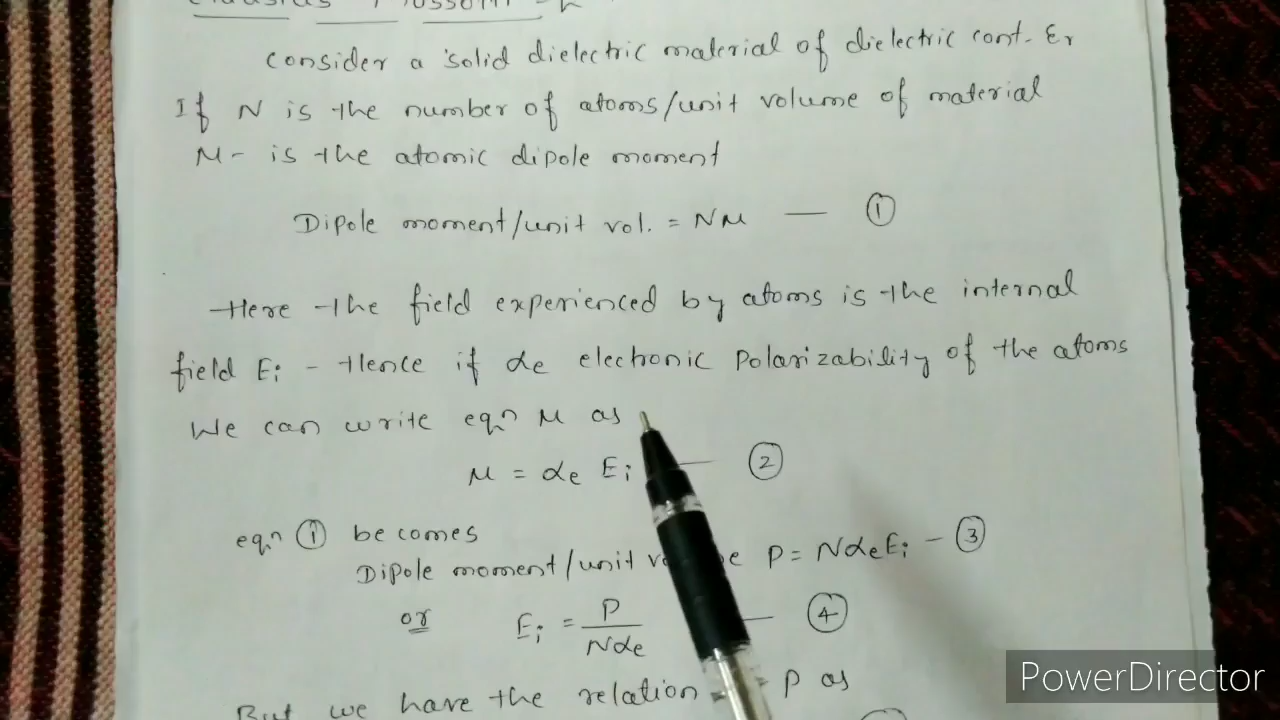 consider a solid dielectric material of dielectric cont. εr
If N is the number of atoms/unit volume of material
μ - is the atomic dipole moment
Dipole moment/unit vol. = Nμ — ①
Here the field experienced by atoms is the internal
field Ei - Hence if αe electronic Polarizability of the atoms
We can write eqn μ as
μ = αe Ei — ②
eqn ① becomes
Dipole moment/unit P = NαeEi - ③
or Ei = P/Nαe — ④
But we have the relation P as
PowerDirector